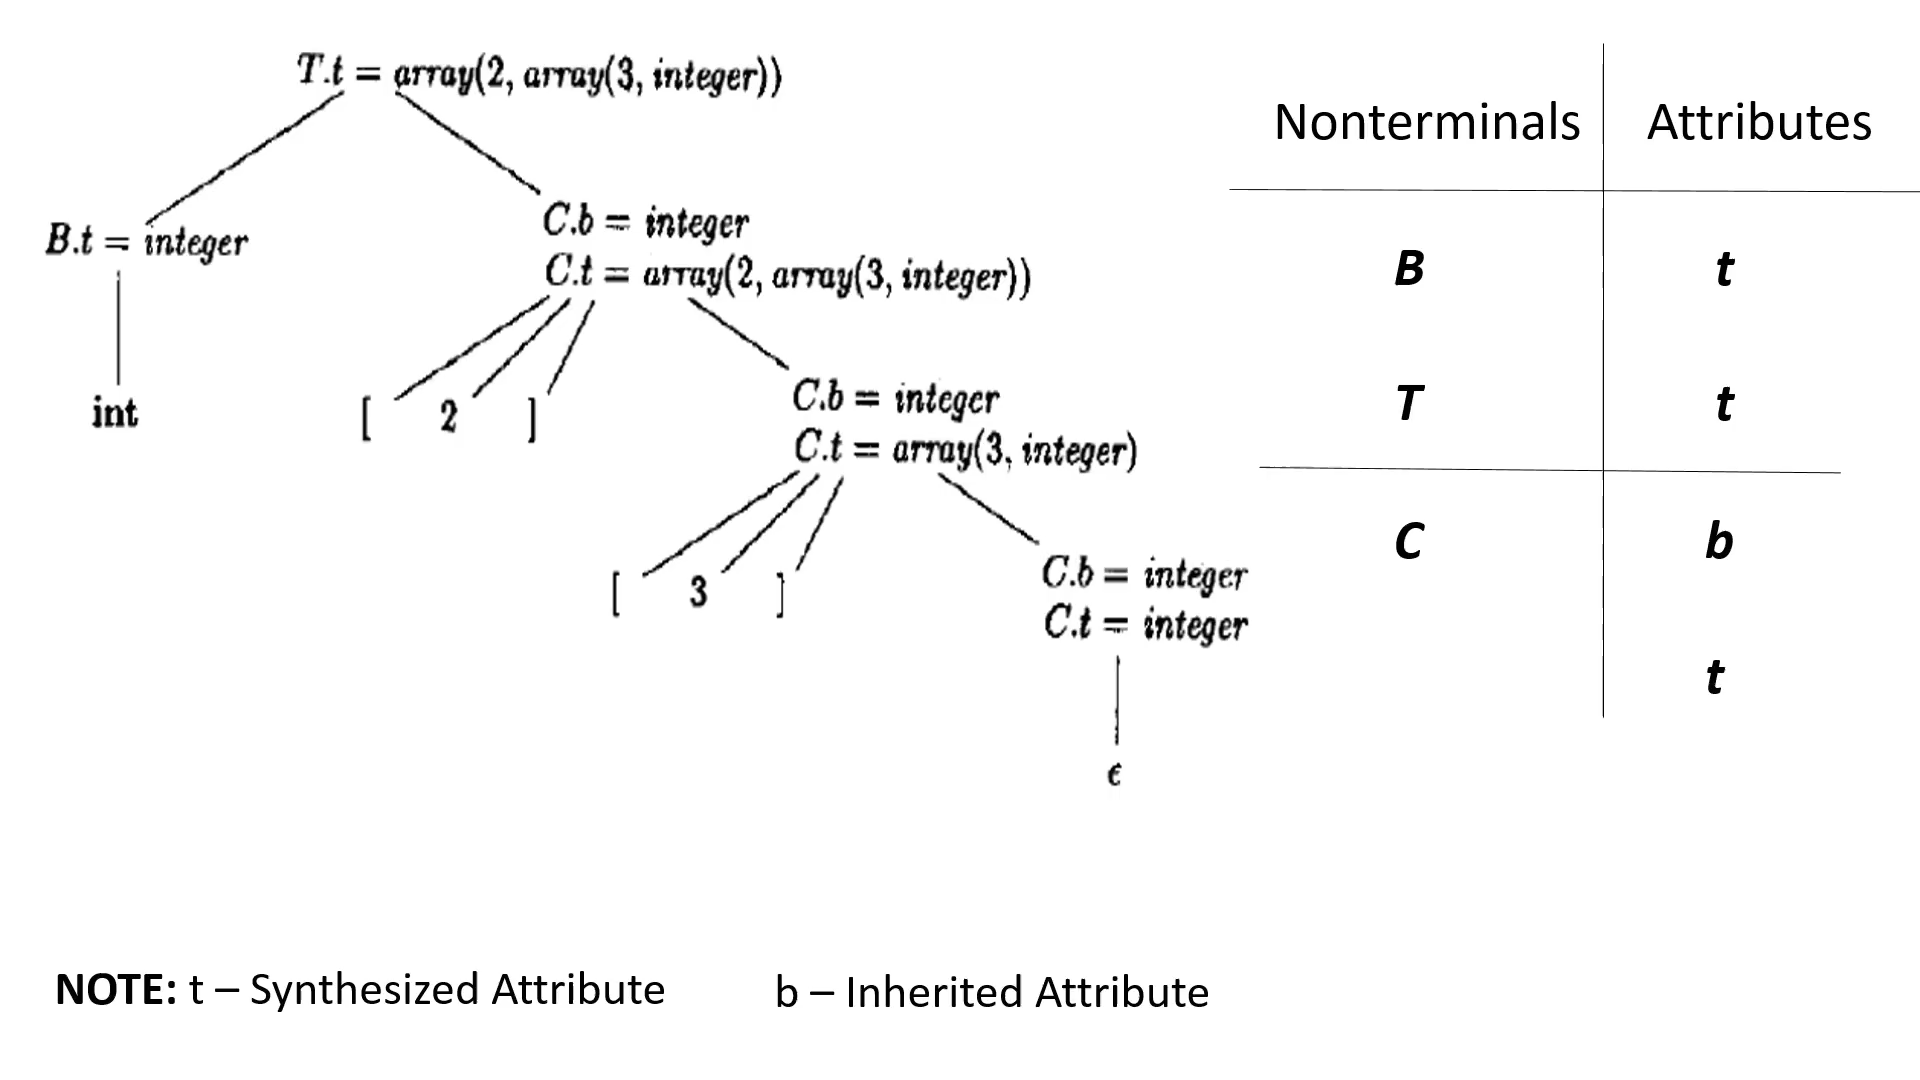 T.t = array(2, array(3, integer))
B.t = integer
C.b = integer
C.t = array(2, array(3, integer))
int
[ 2 ]
C.b = integer
C.t = array(3, integer)
[ 3 ]
C.b = integer
C.t = integer
ϵ
Nonterminals Attributes
B t
T t
C b
t
NOTE: t – Synthesized Attribute b – Inherited Attribute